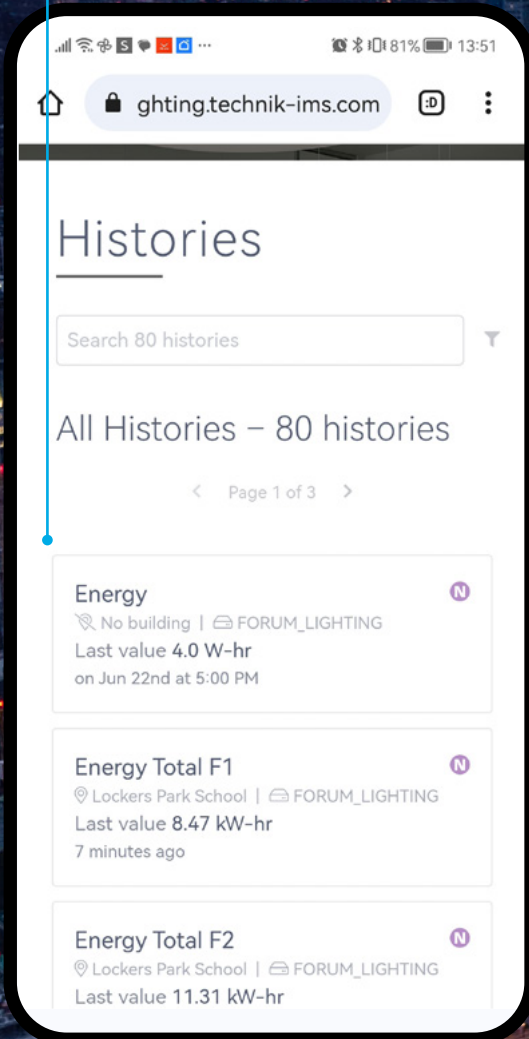 81% 13:51
ghting.technik-ims.com :D
Histories
Search 80 histories
All Histories – 80 histories
< Page 1 of 3 >
Energy N
No building | FORUM_LIGHTING
Last value 4.0 W-hr
on Jun 22nd at 5:00 PM
Energy Total F1 N
Lockers Park School | FORUM_LIGHTING
Last value 8.47 kW-hr
7 minutes ago
Energy Total F2 N
Lockers Park School | FORUM_LIGHTING
Last value 11.31 kW-hr